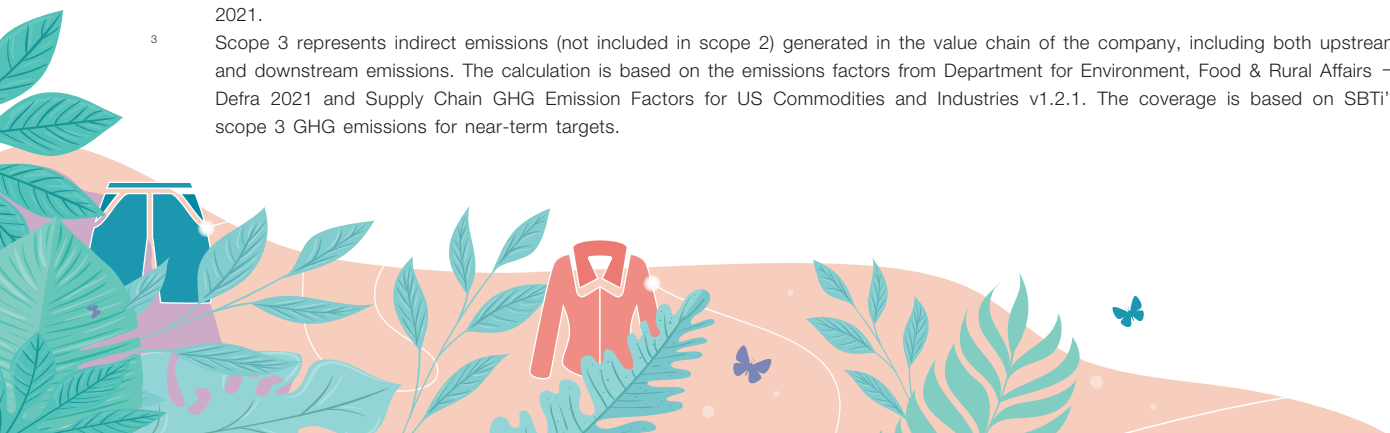 2021.
3 Scope 3 represents indirect emissions (not included in scope 2) generated in the value chain of the company, including both
and downstream emissions. The calculation is based on the emissions factors from Department for Environment, Food & Rural Affairs –
Defra 2021 and Supply Chain GHG Emission Factors for US Commodities and Industries v1.2.1. The coverage is based on SBTi'
scope 3 GHG emissions for near-term targets.